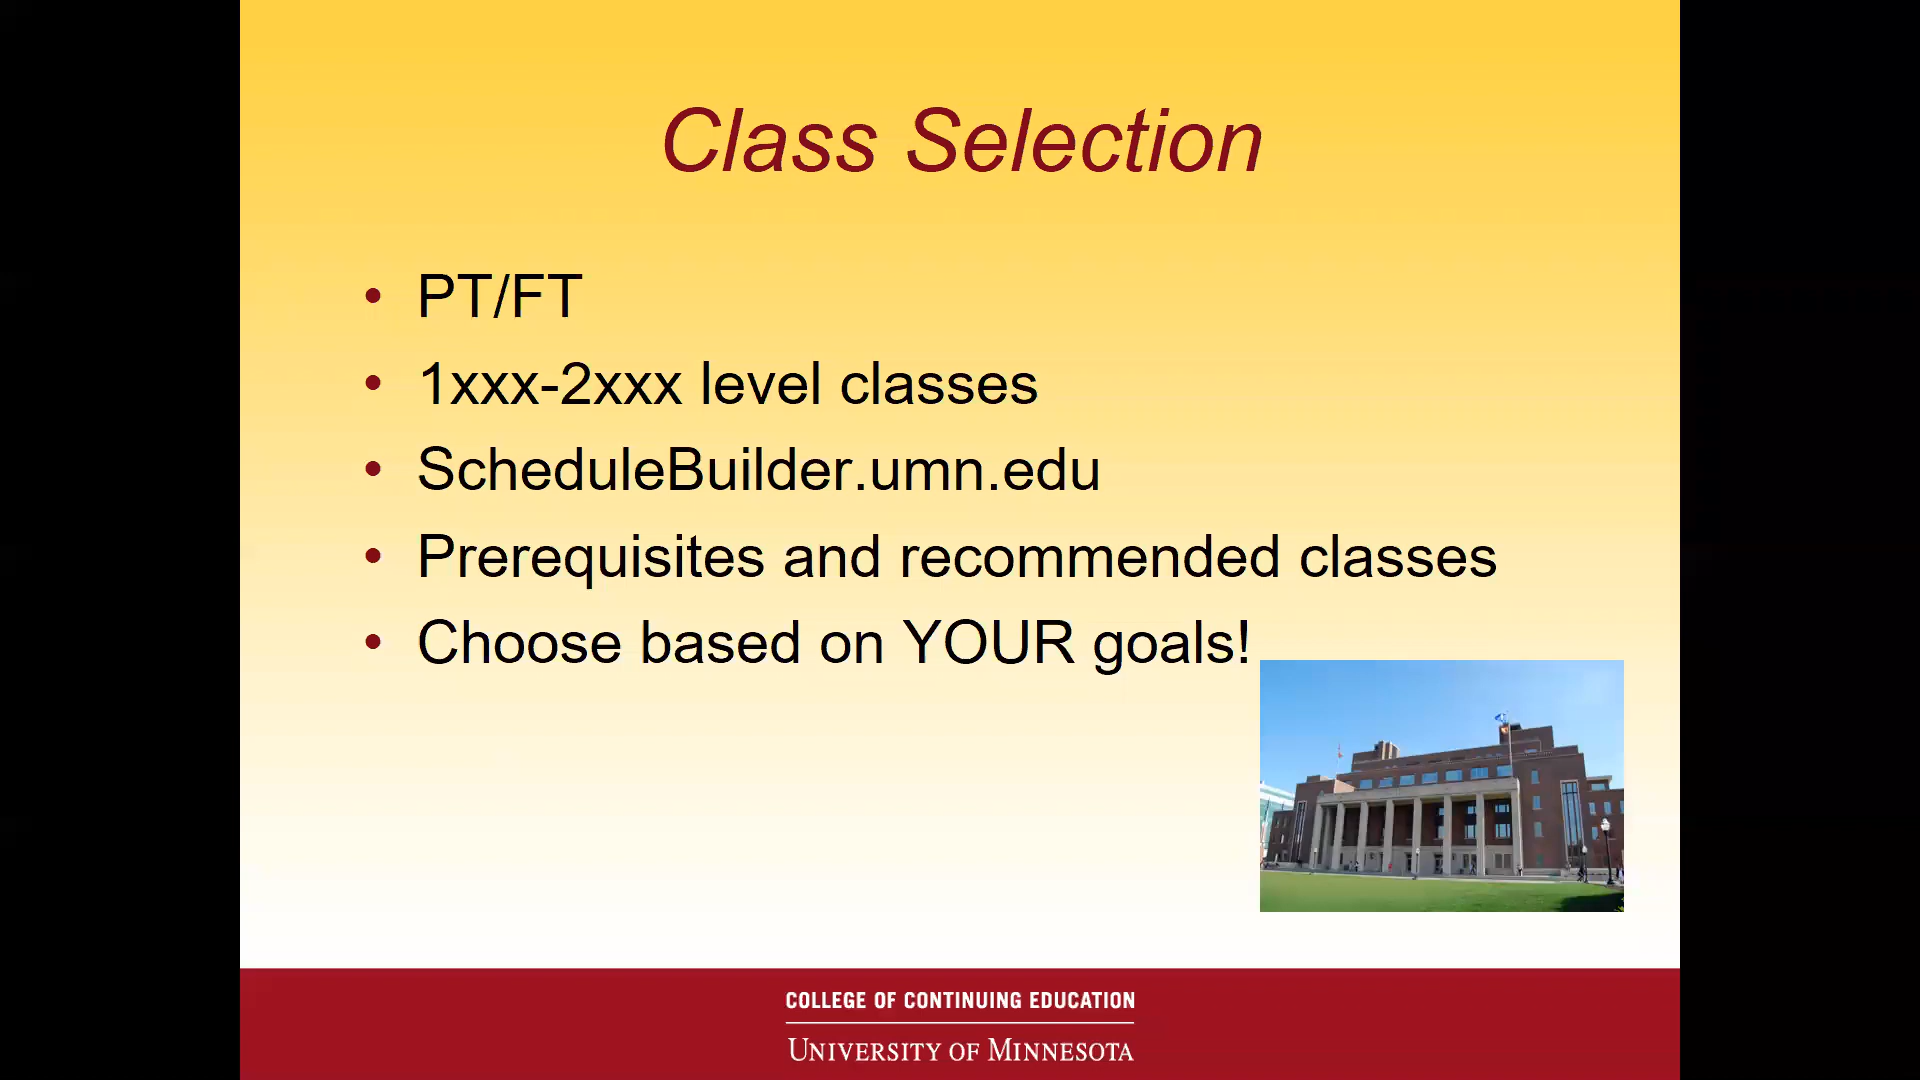 Class Selection
• PT/FT
• 1xxx-2xxx level classes
• ScheduleBuilder.umn.edu
• Prerequisites and recommended classes
• Choose based on YOUR goals!
COLLEGE OF CONTINUING EDUCATION
UNIVERSITY OF MINNESOTA